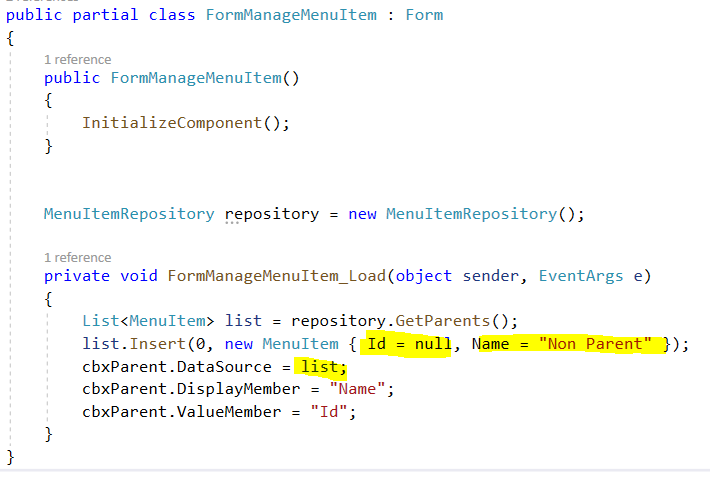 public partial class FormManageMenuItem : Form
{
1 reference
public FormManageMenuItem()
{
InitializeComponent();
}
MenuItemRepository repository = new MenuItemRepository();
1 reference
private void FormManageMenuItem_Load(object sender, EventArgs e)
{
List<MenuItem> list = repository.GetParents();
list.Insert(0, new MenuItem { Id = null, Name = "Non Parent" });
cbxParent.DataSource = list;
cbxParent.DisplayMember = "Name";
cbxParent.ValueMember = "Id";
}
}